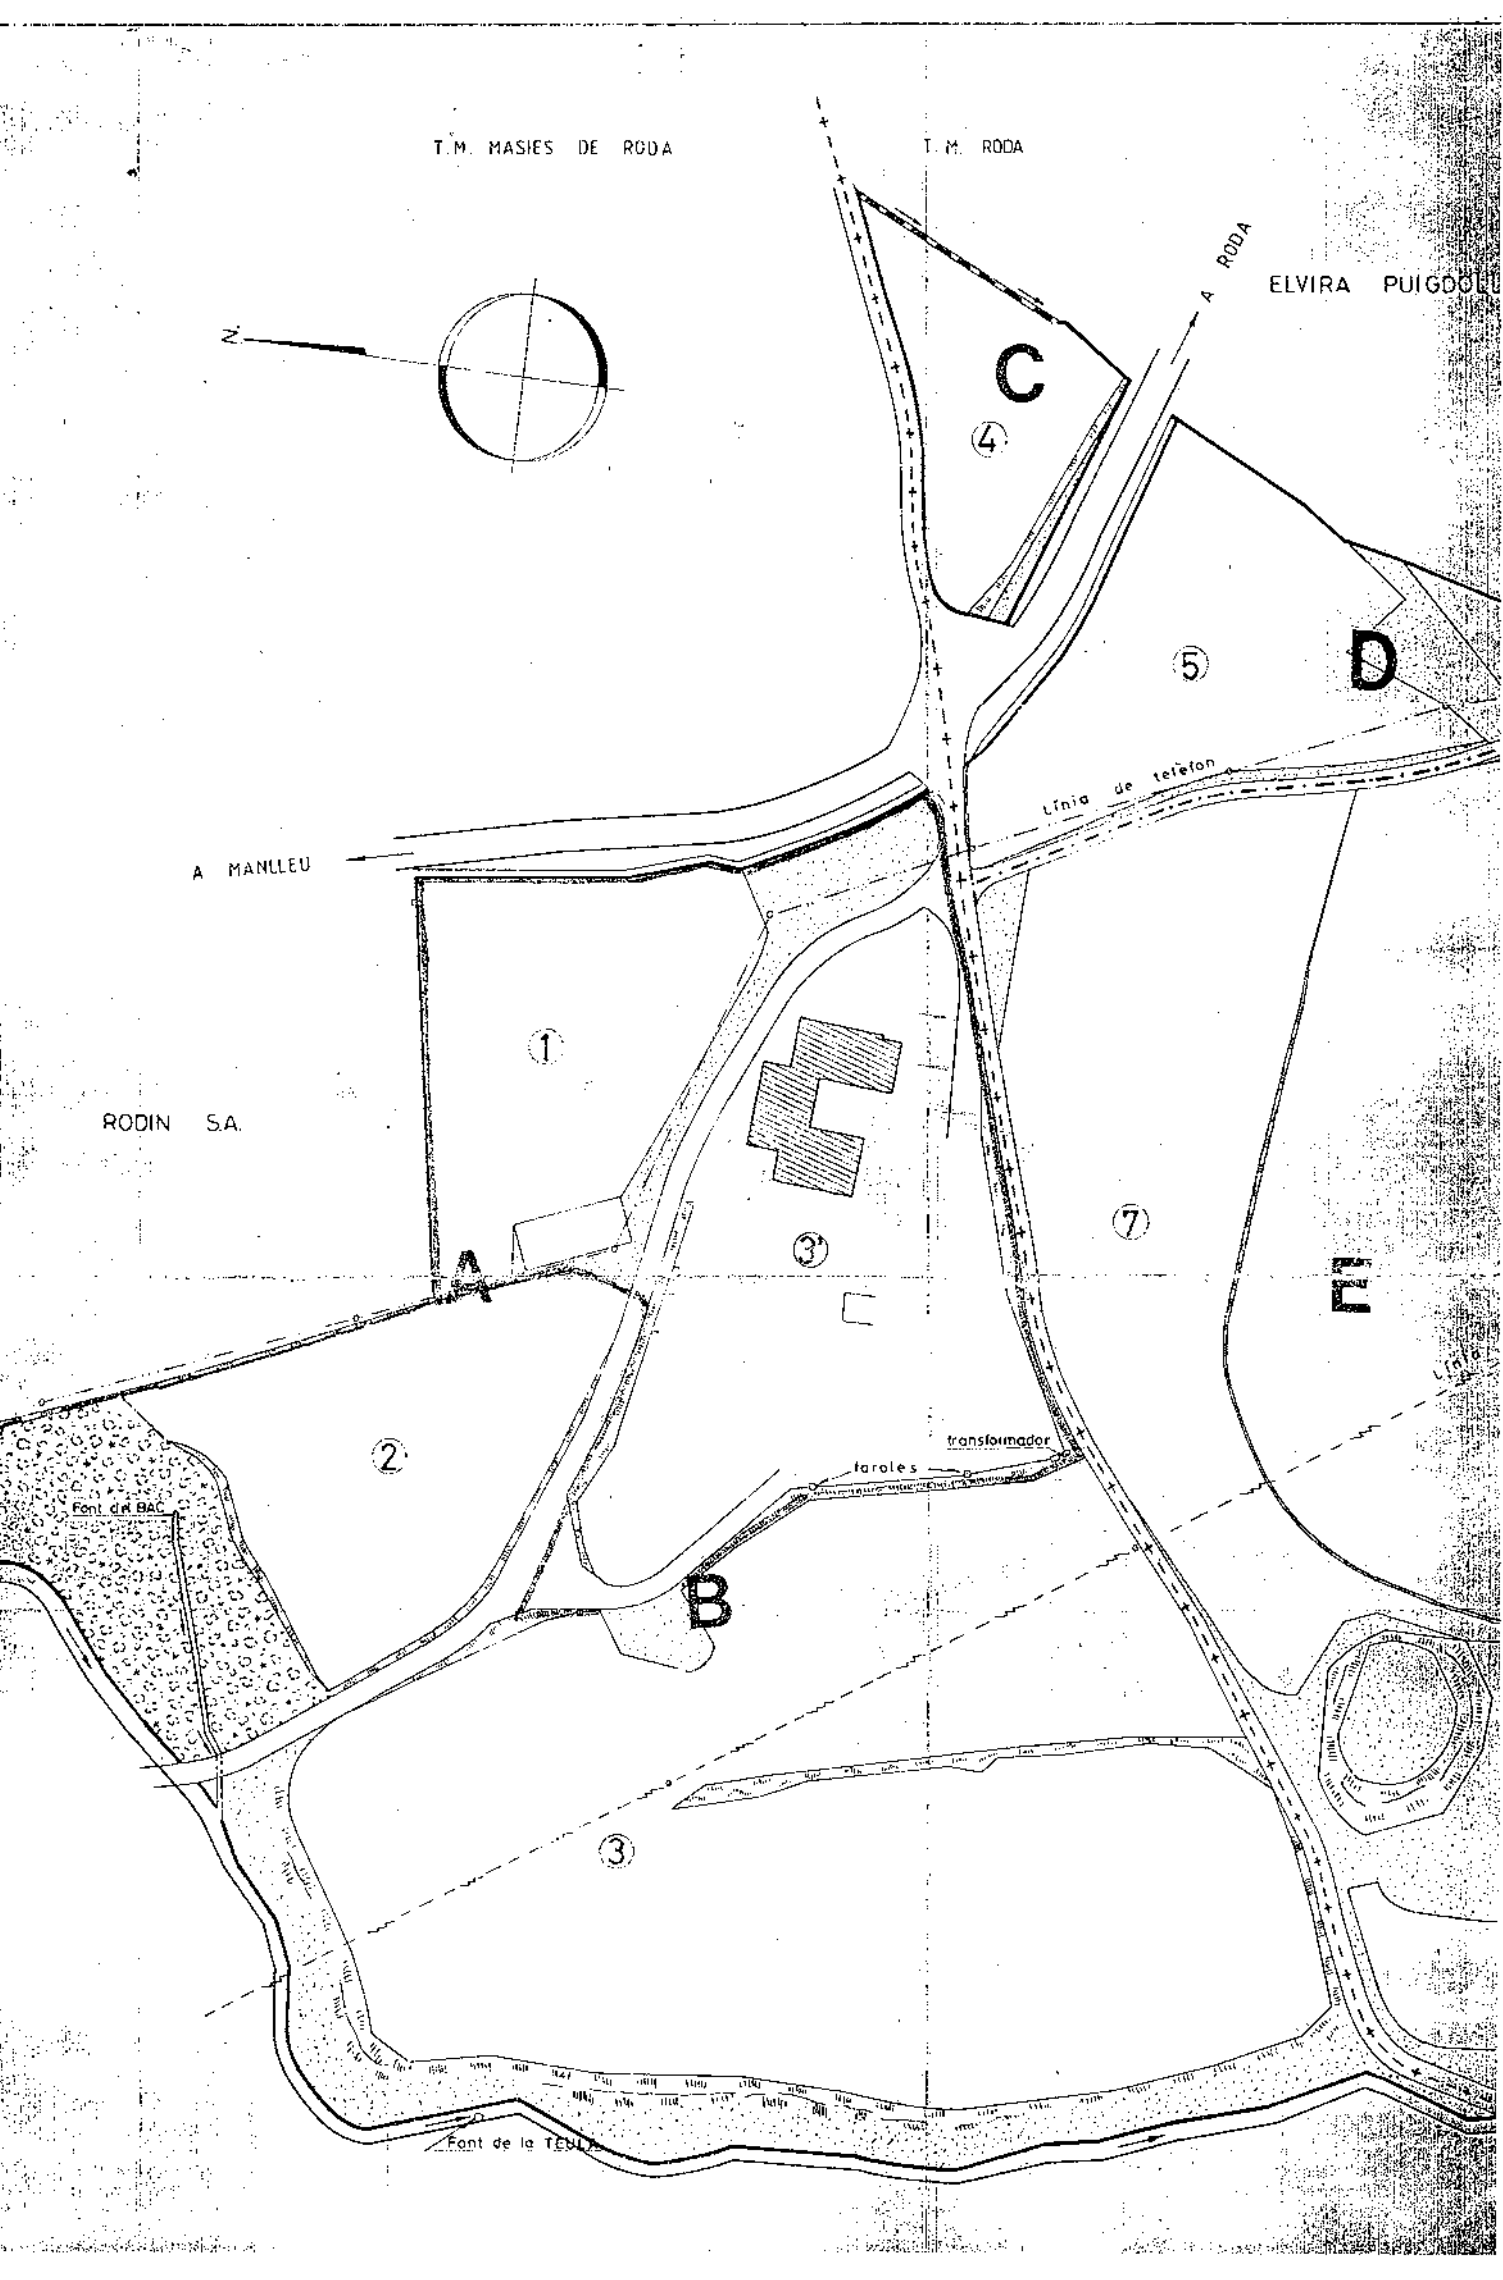 T.M. MASIES DE RODA
T. M. RODA
A RODA
ELVIRA
N.
C
4
5
D
Línia de telefon
A MANLLEU
1
RODIN S.A.
3'
7
A
E
Línia
2
transformador
faroles
Font del BAC
B
3
Font de la TEULA